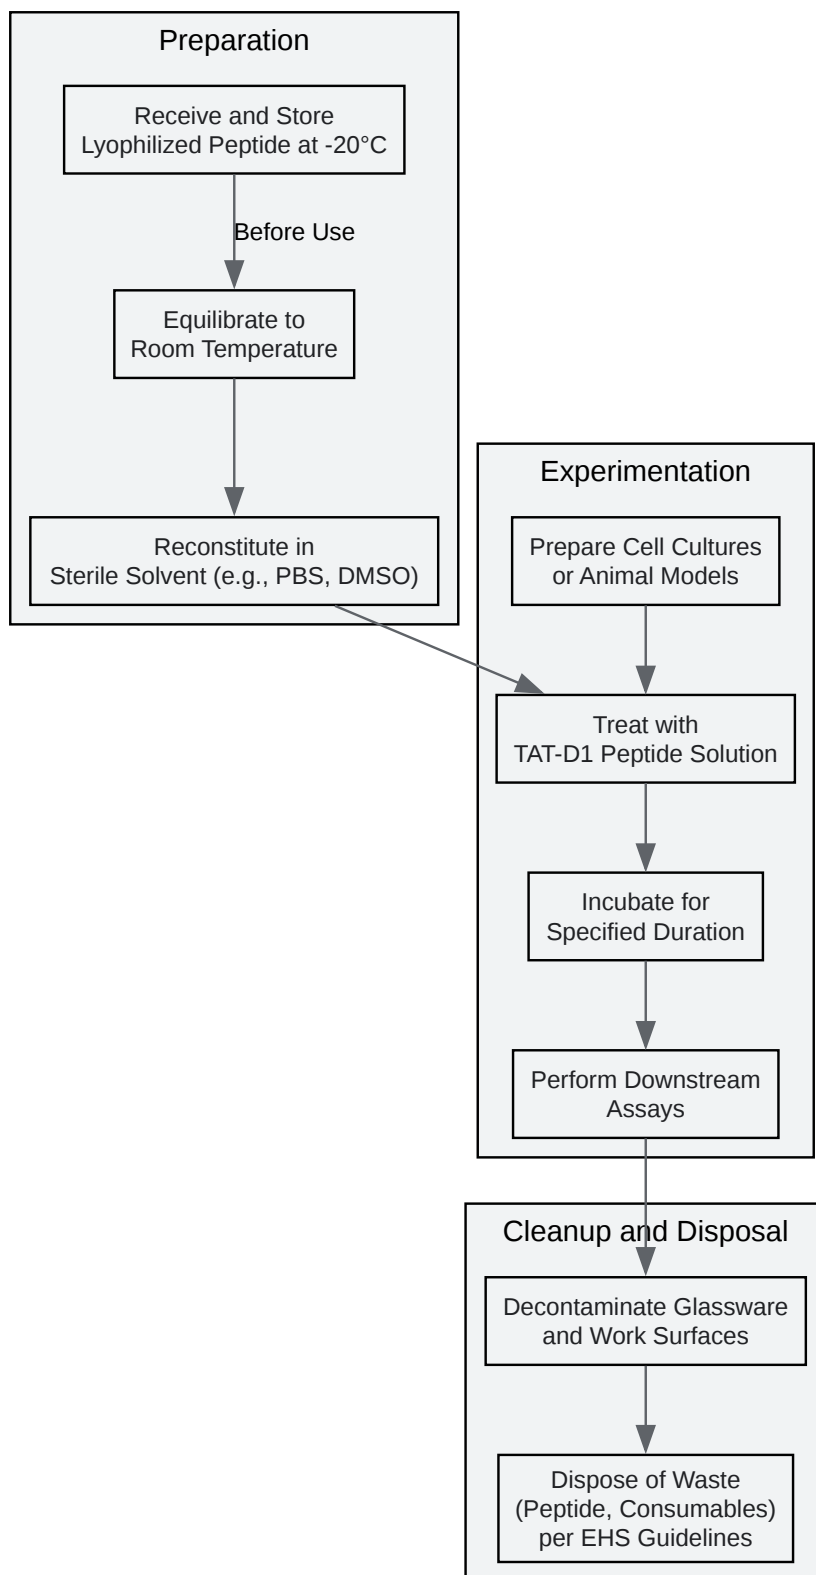 Preparation
Receive and Store
Lyophilized Peptide at -20°C
Before Use
Equilibrate to
Room Temperature
Reconstitute in
Sterile Solvent (e.g., PBS, DMSO)
Experimentation
Prepare Cell Cultures
or Animal Models
Treat with
TAT-D1 Peptide Solution
Incubate for
Specified Duration
Perform Downstream
Assays
Cleanup and Disposal
Decontaminate Glassware
and Work Surfaces
Dispose of Waste
(Peptide, Consumables)
per EHS Guidelines